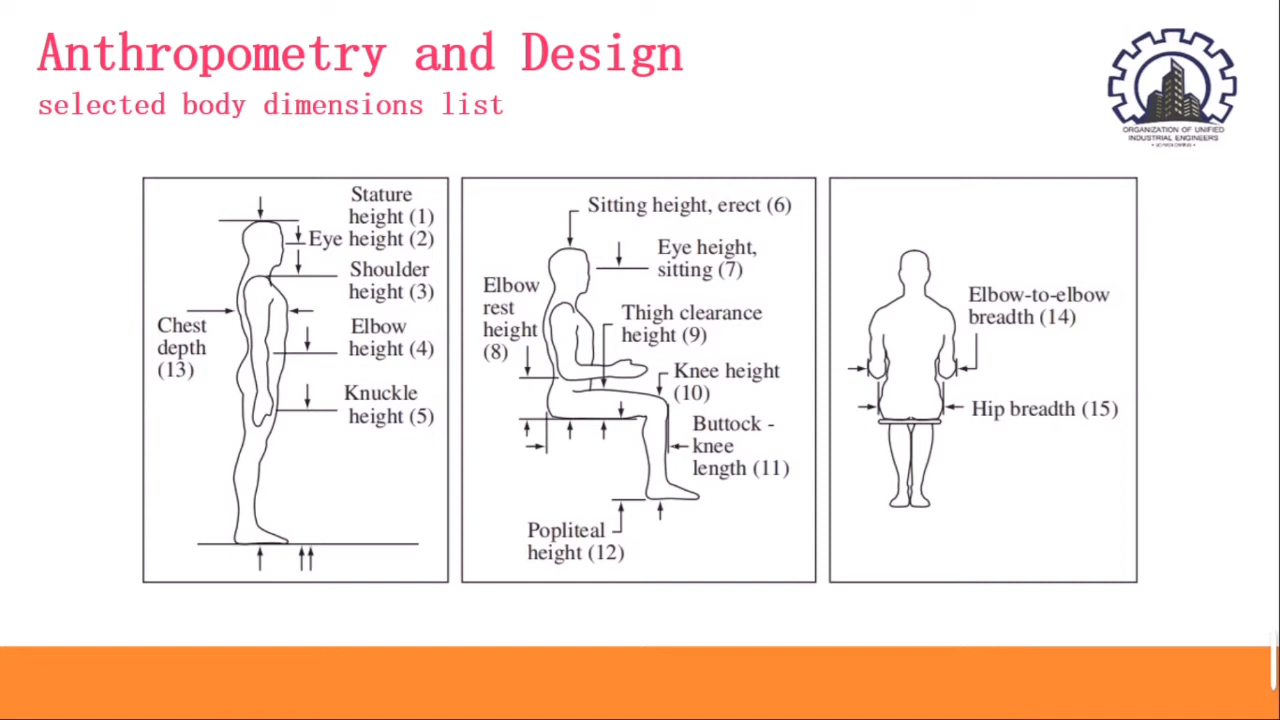 Anthropometry and Design
selected body dimensions list
ORGANIZATION OF UNIFIED
INDUSTRIAL ENGINEERS
Stature
height (1)
Eye height (2)
Shoulder
height (3)
Chest
depth
(13)
Elbow
height (4)
Knuckle
height (5)
Sitting height, erect (6)
Eye height,
sitting (7)
Elbow
rest
height
(8)
Thigh clearance
height (9)
Knee height
(10)
Buttock -
knee
length (11)
Popliteal
height (12)
Elbow-to-elbow
breadth (14)
Hip breadth (15)